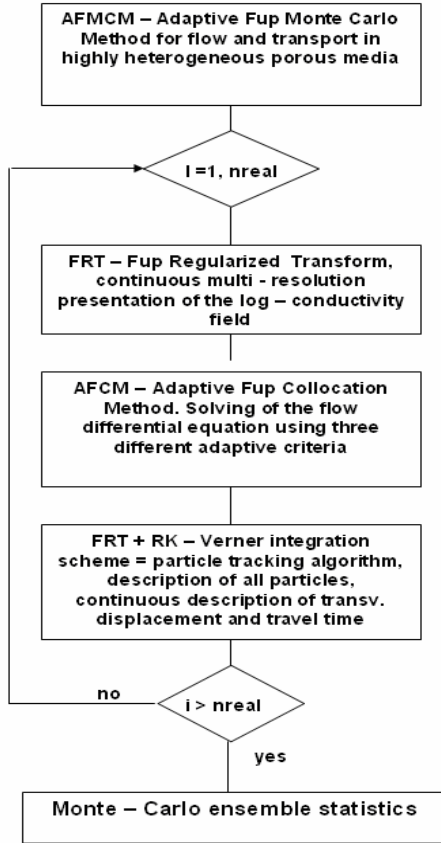 AFMCM – Adaptive Fup Monte Carlo
Method for flow and transport in
highly heterogeneous porous media
I =1, nreal
FRT – Fup Regularized Transform,
continuous multi - resolution
presentation of the log – conductivity
field
AFCM – Adaptive Fup Collocation
Method. Solving of the flow
differential equation using three
different adaptive criteria
FRT + RK – Verner integration
scheme = particle tracking algorithm,
description of all particles,
continuous description of transv.
displacement and travel time
no
i > nreal
yes
Monte – Carlo ensemble statistics